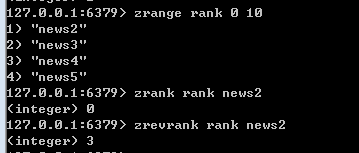 127.0.0.1:6379> zrange rank 0 10
1) "news2"
2) "news3"
3) "news4"
4) "news5"
127.0.0.1:6379> zrank rank news2
(integer) 0
127.0.0.1:6379> zrevrank rank news2
(integer) 3